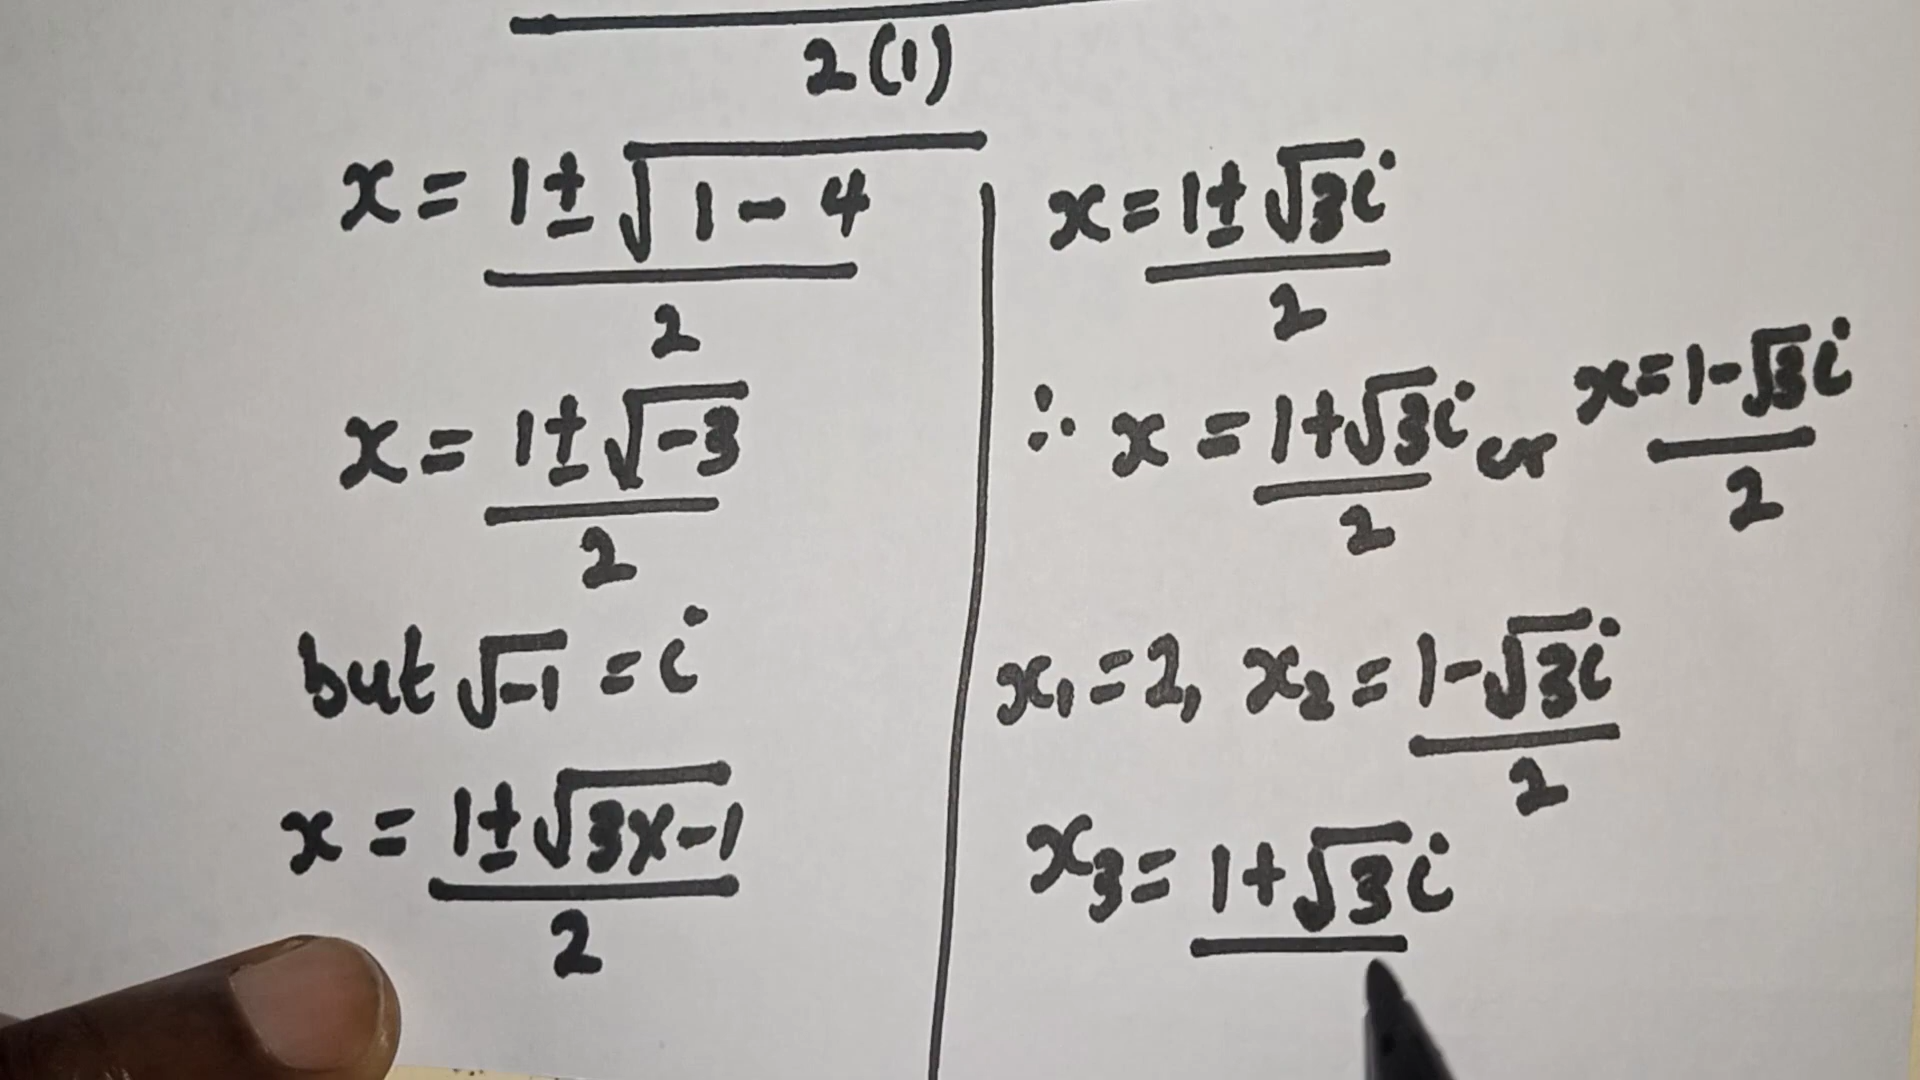 2(1)
x = 1 ± √1 - 4
2
x = 1 ± √-3
2
but √-1 = i
x = 1 ± √3x-1
2
x = 1 ± √3i
2
∴ x = 1+√3i or x = 1-√3i
2 2
x₁ = 2, x₂ = 1-√3i
2
x₃ = 1+√3i